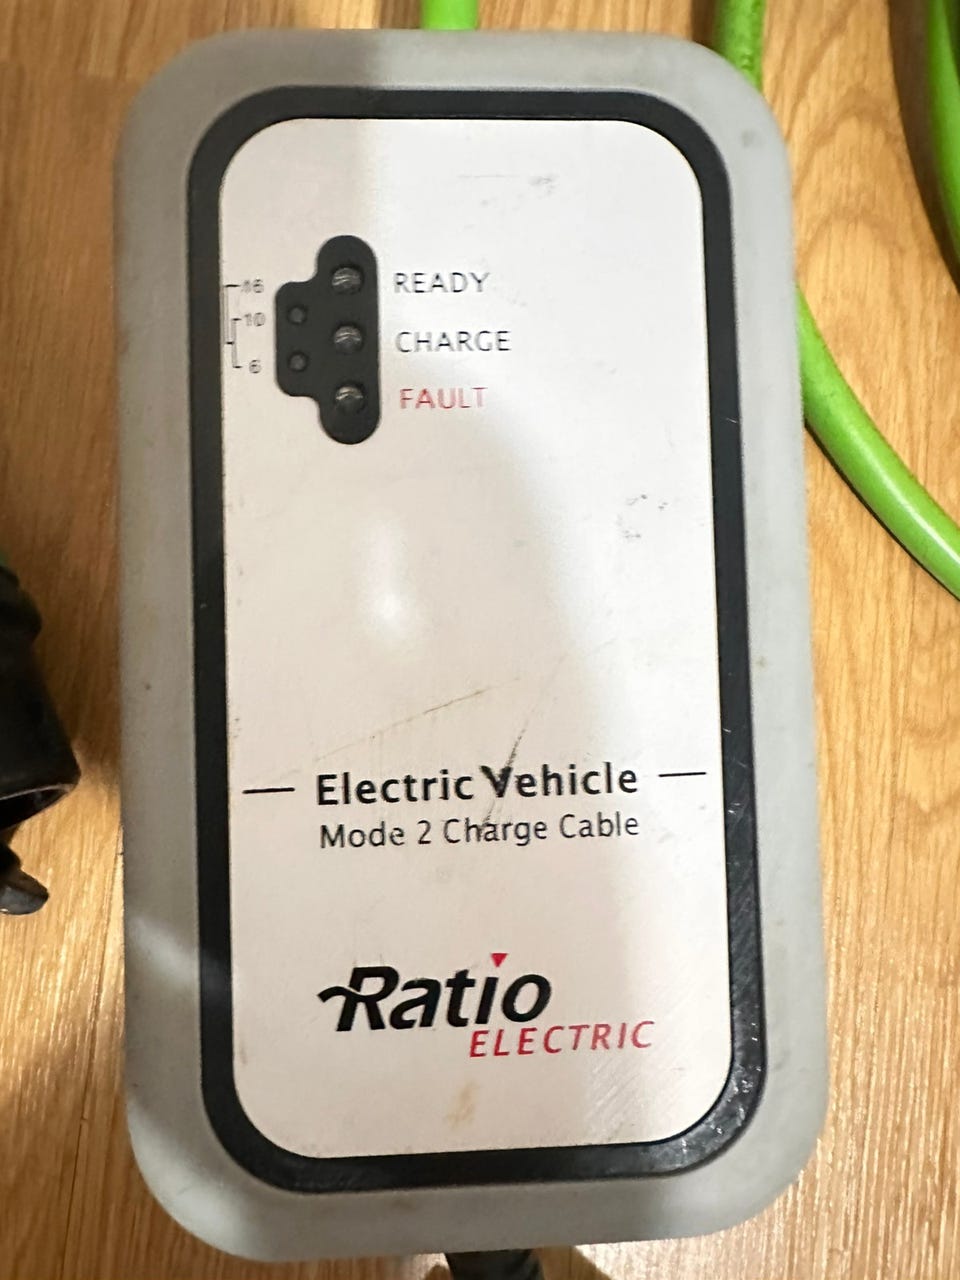 READY
16
10
CHARGE
6
FAULT
Electric Vehicle
Mode 2 Charge Cable
Ratio
ELECTRIC